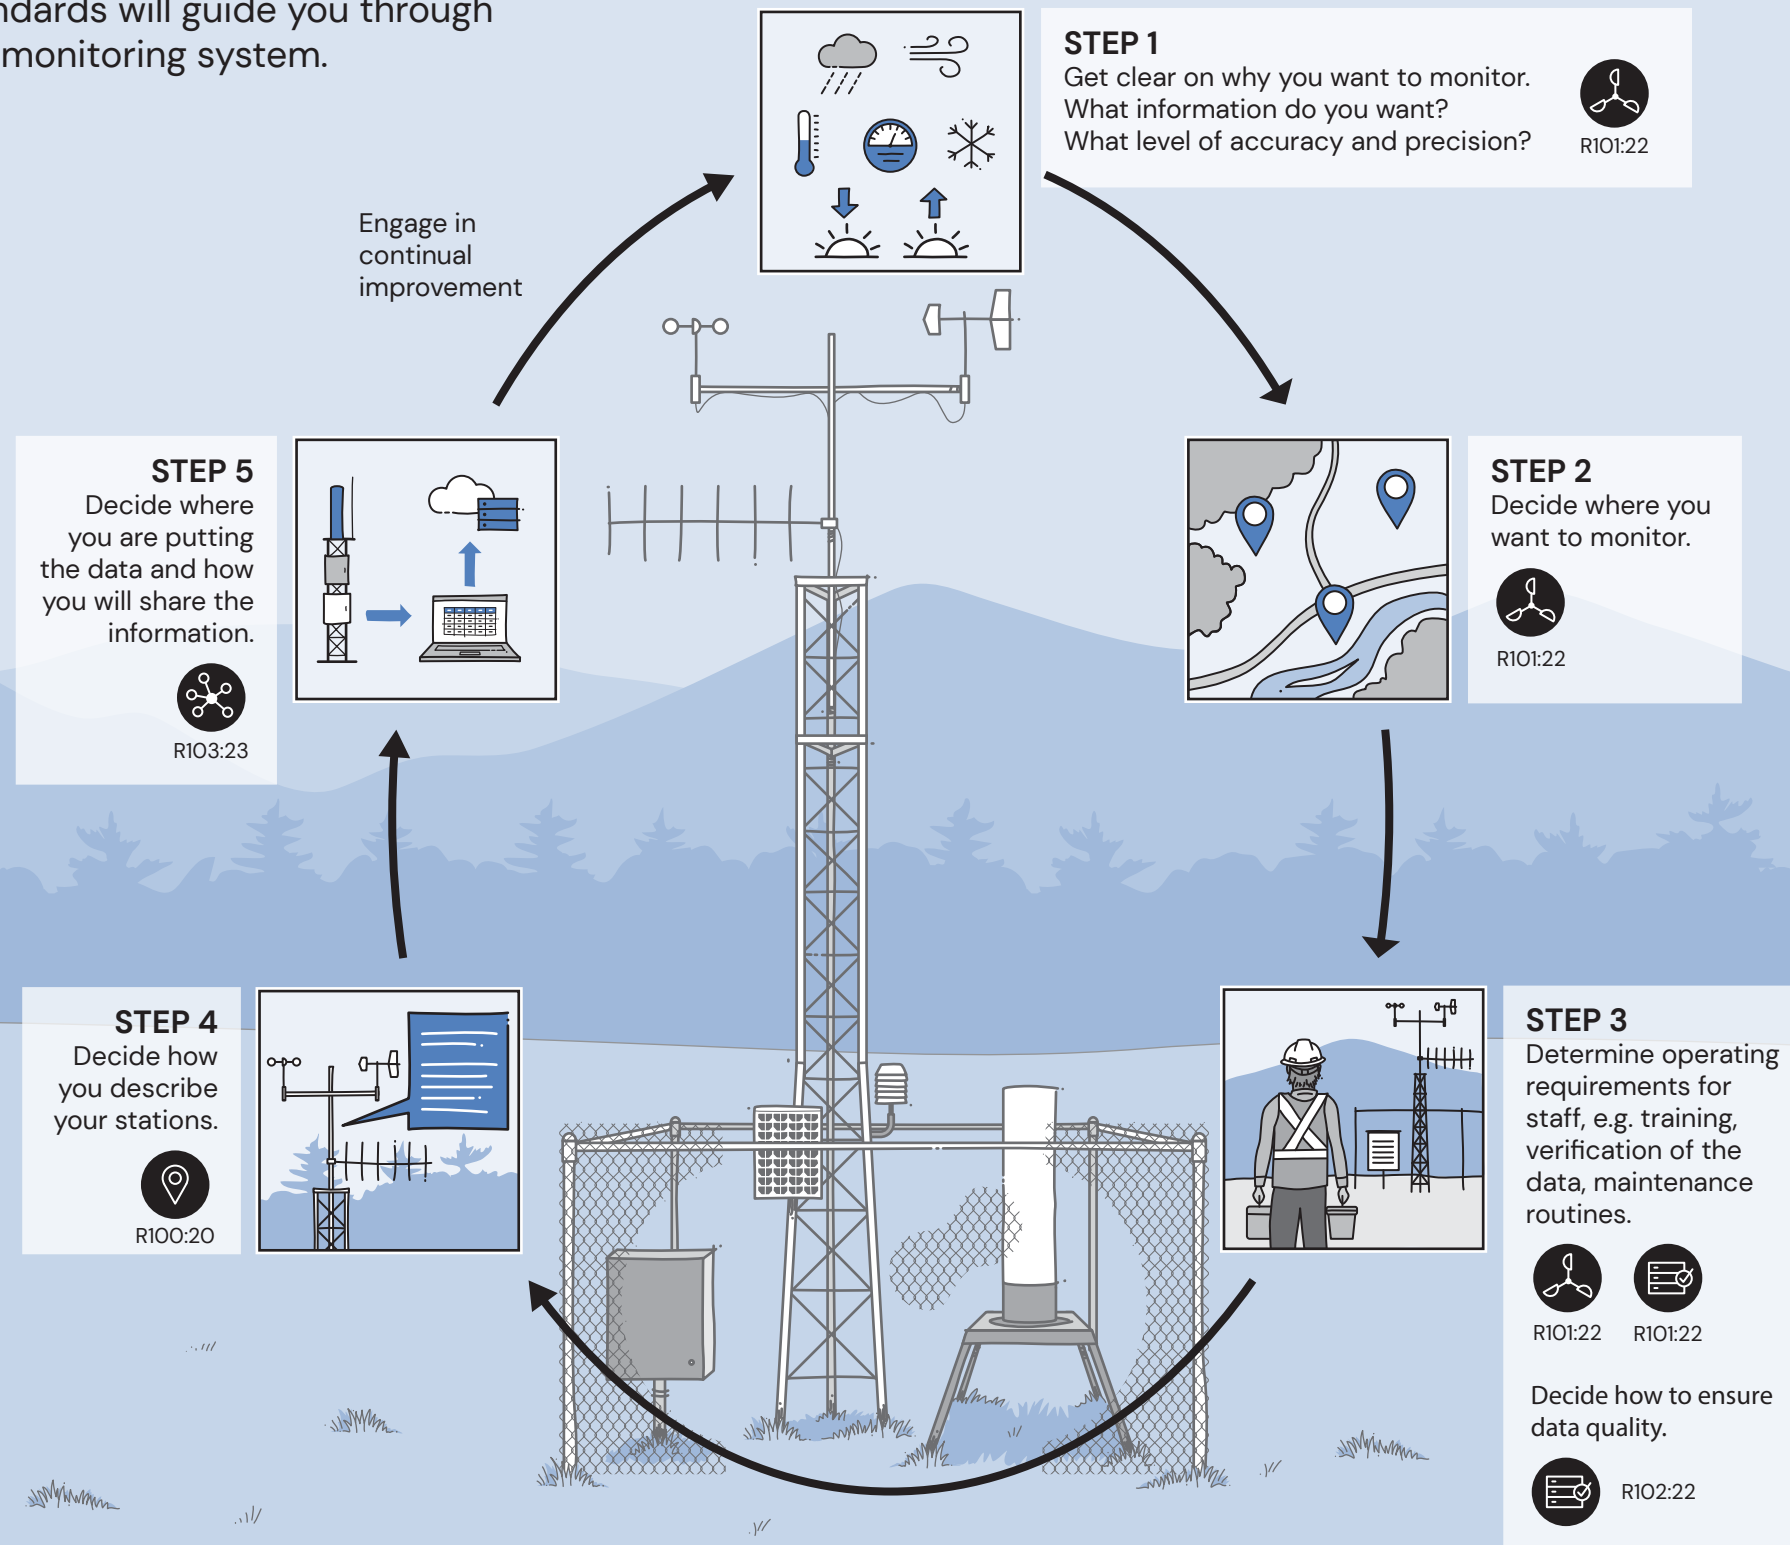 ndards will guide you through
monitoring system.
STEP 1
Get clear on why you want to monitor.
What information do you want?
What level of accuracy and precision?
R101:22
Engage in
continual
improvement
STEP 2
Decide where you
want to monitor.
R101:22
STEP 3
Determine operating
requirements for
staff, e.g. training,
verification of the
data, maintenance
routines.
R101:22 R101:22
Decide how to ensure
data quality.
R102:22
STEP 4
Decide how
you describe
your stations.
R100:20
STEP 5
Decide where
you are putting
the data and how
you will share the
information.
R103:23